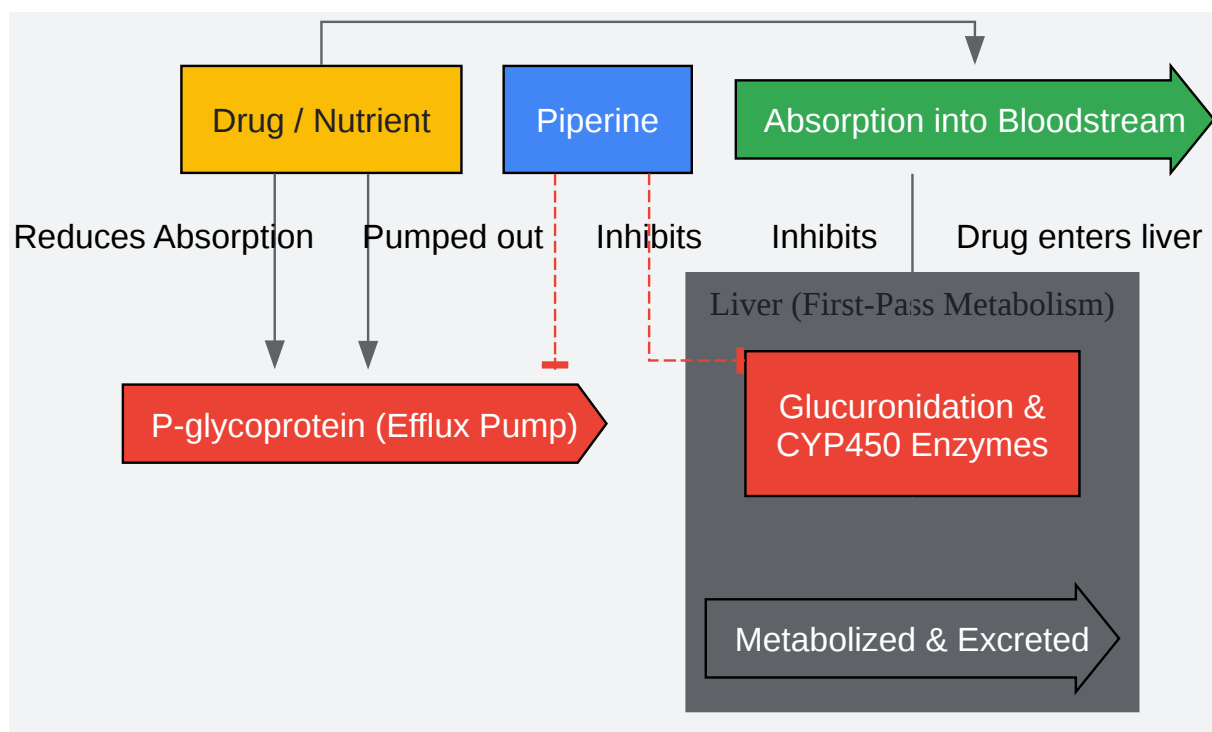 Drug / Nutrient
Piperine
Absorption into Bloodstream
Reduces Absorption
Pumped out
Inhibits
Inhibits
Drug enters liver
Liver (First-Pass Metabolism)
P-glycoprotein (Efflux Pump)
Glucuronidation &
CYP450 Enzymes
Metabolized & Excreted